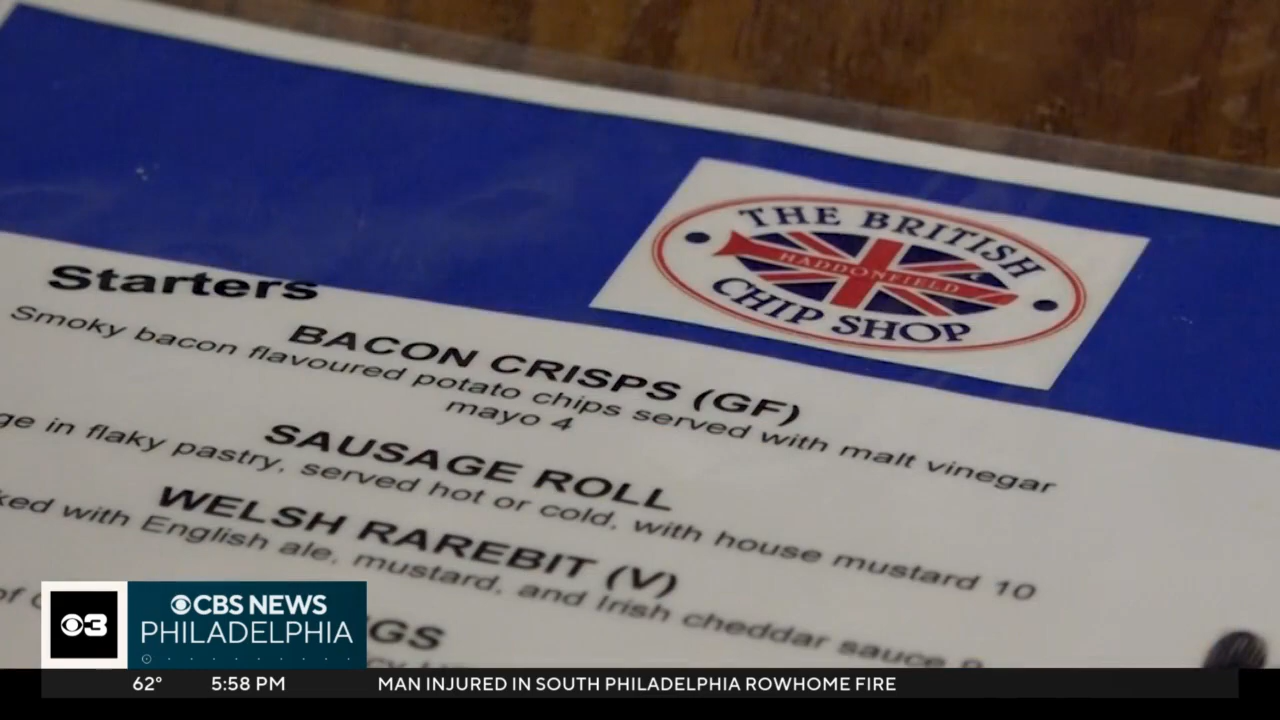 THE BRITISH
HADDONFIELD
CHIP SHOP
Starters
BACON CRISPS (GF)
Smoky bacon flavoured potato chips served with malt vinegar
mayo 4
SAUSAGE ROLL
in flaky pastry, served hot or cold, with house mustard 10
WELSH RAREBIT (V)
with English ale, mustard, and Irish cheddar sauce
CBS NEWS
3
PHILADELPHIA
62° 5:58 PM MAN INJURED IN SOUTH PHILADELPHIA ROWHOME FIRE